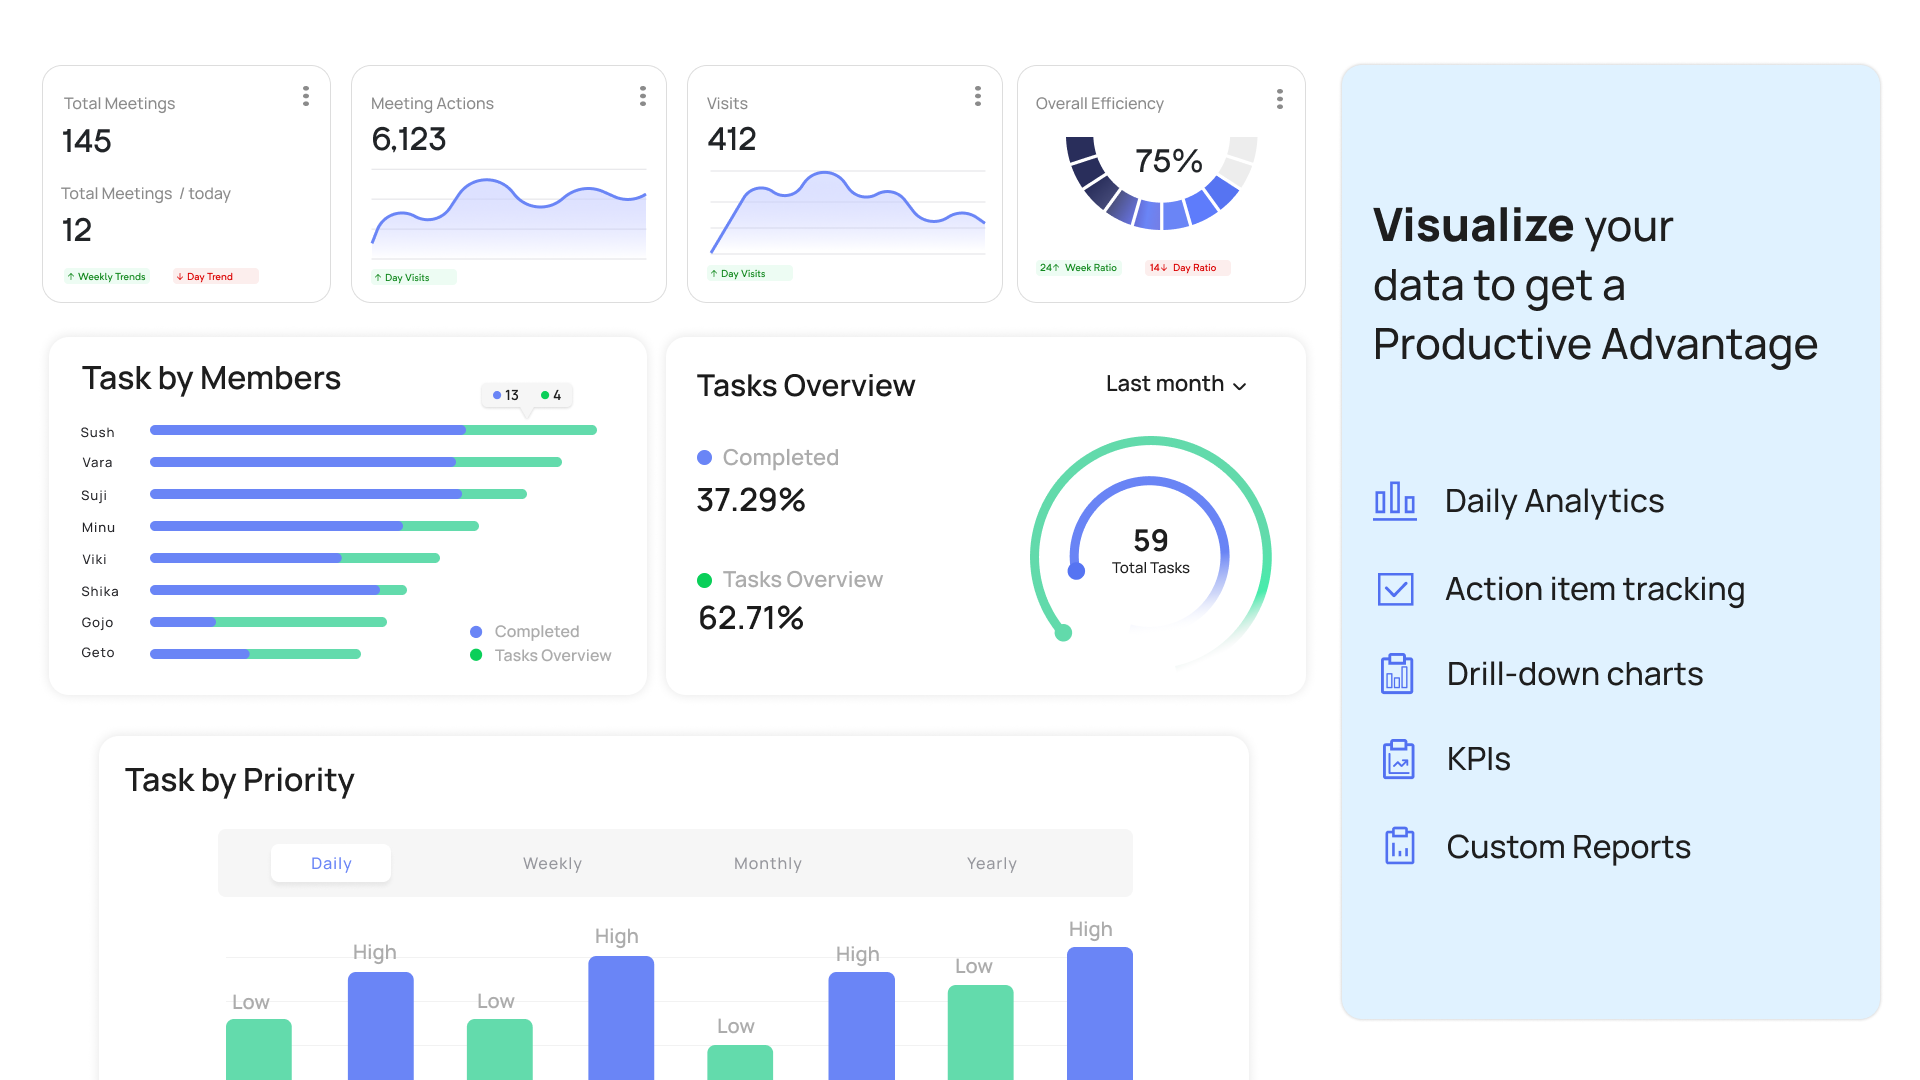 Total Meetings
145
Total Meetings / today
12
↑ Weekly Trends
↓ Day Trend
Meeting Actions
6,123
↑ Day Visits
Visits
412
↑ Day Visits
Overall Efficiency
75%
24↑ Week Ratio
14↓ Day Ratio
Task by Members
13
4
Sush
Vara
Suji
Minu
Viki
Shika
Gojo
Geto
Completed
Tasks Overview
Tasks Overview
Last month
Completed
37.29%
Tasks Overview
62.71%
59
Total Tasks
Task by Priority
Daily
Weekly
Monthly
Yearly
Low
High
Low
High
Low
High
Low
High
Visualize your
data to get a
Productive Advantage
Daily Analytics
Action item tracking
Drill-down charts
KPIs
Custom Reports